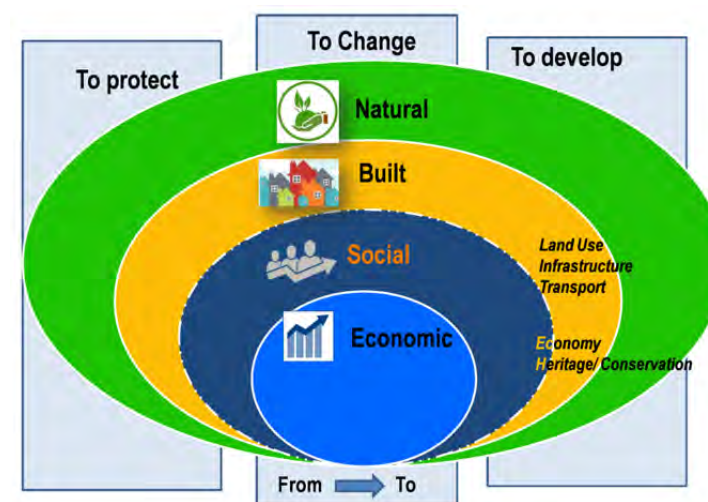 To protect
To Change
To develop
Natural
Built
Social
Economic
Land Use
Infrastructure
Transport
Economy
Heritage/ Conservation
From To